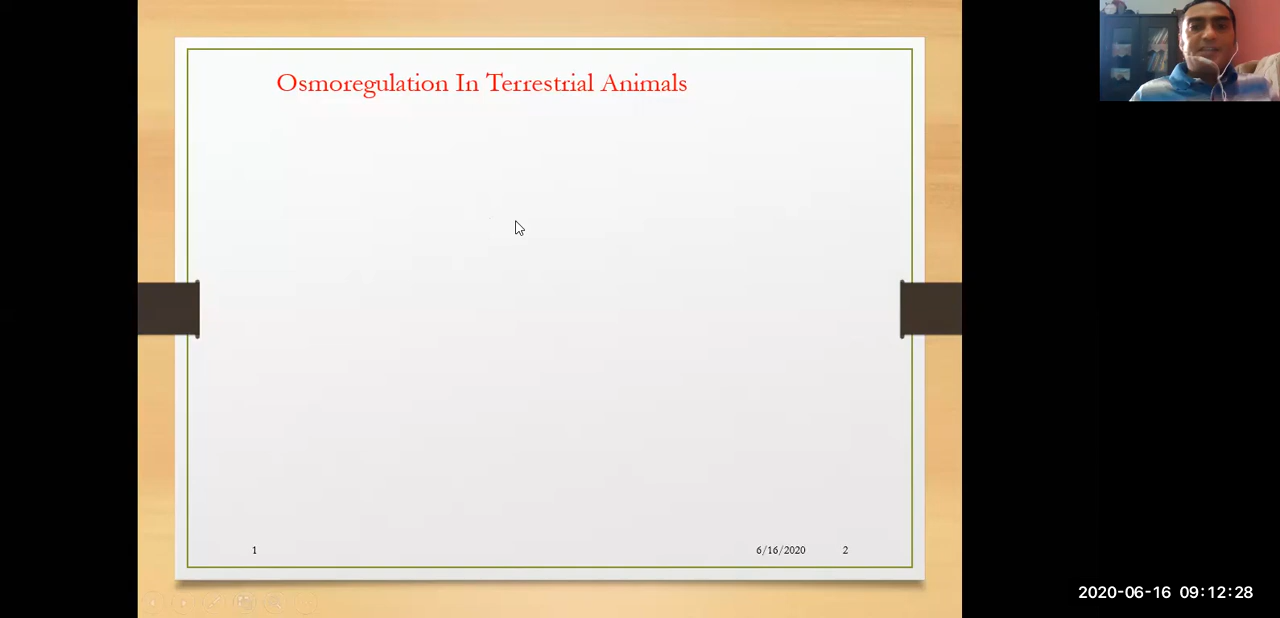 Osmoregulation In Terrestrial Animals
1
6/16/2020
2
2020-06-16 09:12:28